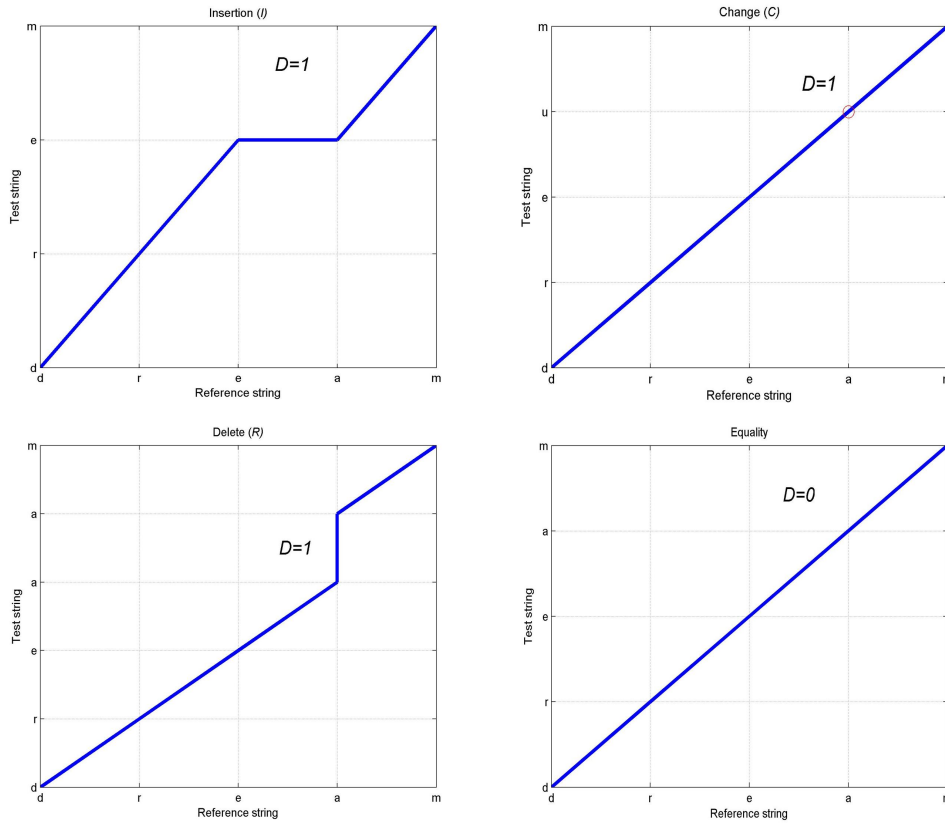 Insertion (I)
m
e
r
d
Test string
D=1
d r e a m
Reference string
Change (C)
m
u
e
r
d
Test string
D=1
d r e a
Reference string
Delete (R)
m
a
a
e
r
d
Test string
D=1
d r e a m
Reference string
Equality
m
a
e
r
d
Test string
D=0
d r e a
Reference string